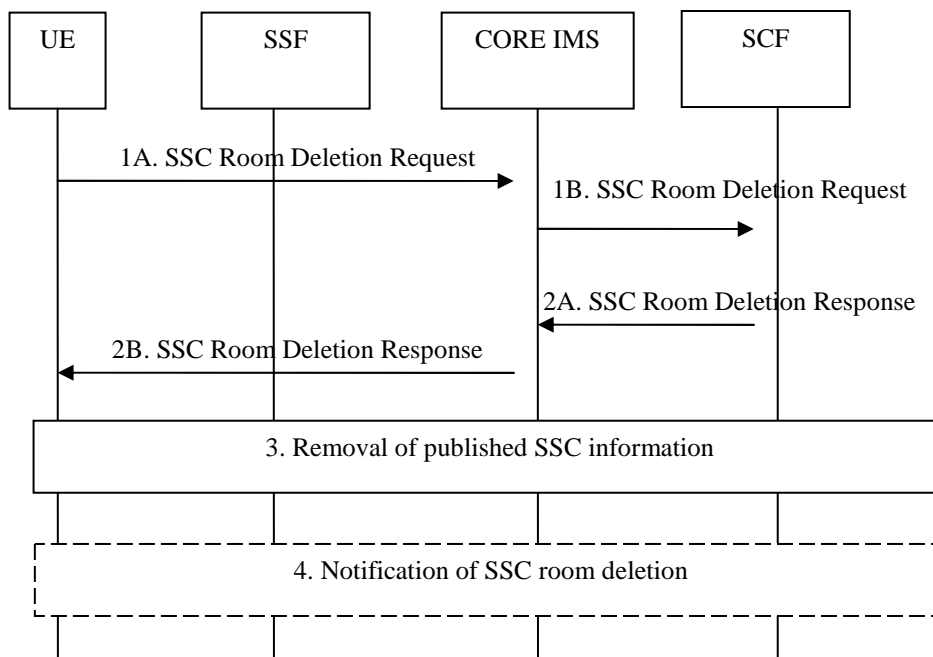 UE
SSF
CORE IMS
SCF
1A. SSC Room Deletion Request
1B. SSC Room Deletion Request
2A. SSC Room Deletion Response
2B. SSC Room Deletion Response
3. Removal of published SSC information
4. Notification of SSC room deletion